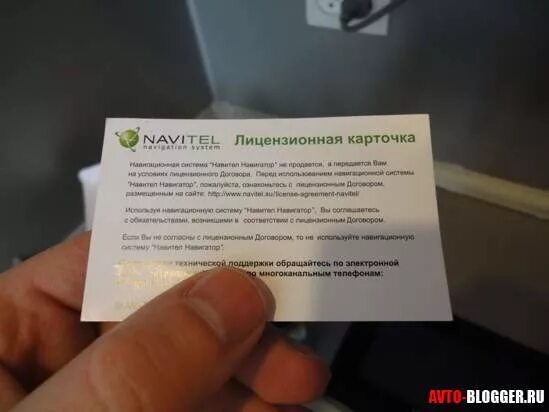 NAVITEL
navigation system
Лицензионная карточка
Навигационная система "Навител Навигатор" не продается, а передается Вам
на условиях лицензионного Договора. Перед использованием навигационной системы
"Навител Навигатор", пожалуйста, ознакомьтесь с лицензионным Договором,
размещенным на сайте: http://www.navitel.su/license-agreement-navitel/
Используя навигационную систему "Навител Навигатор", Вы соглашаетесь
с обязательствами, возникшими в соответствии с лицензионным Договором.
Если Вы не согласны с лицензионным Договором, то не используйте навигационную
систему "Навител Навигатор".
технической поддержки обращайтесь по электронной
по многоканальным телефонам:
AVTO-BLOGGER.RU